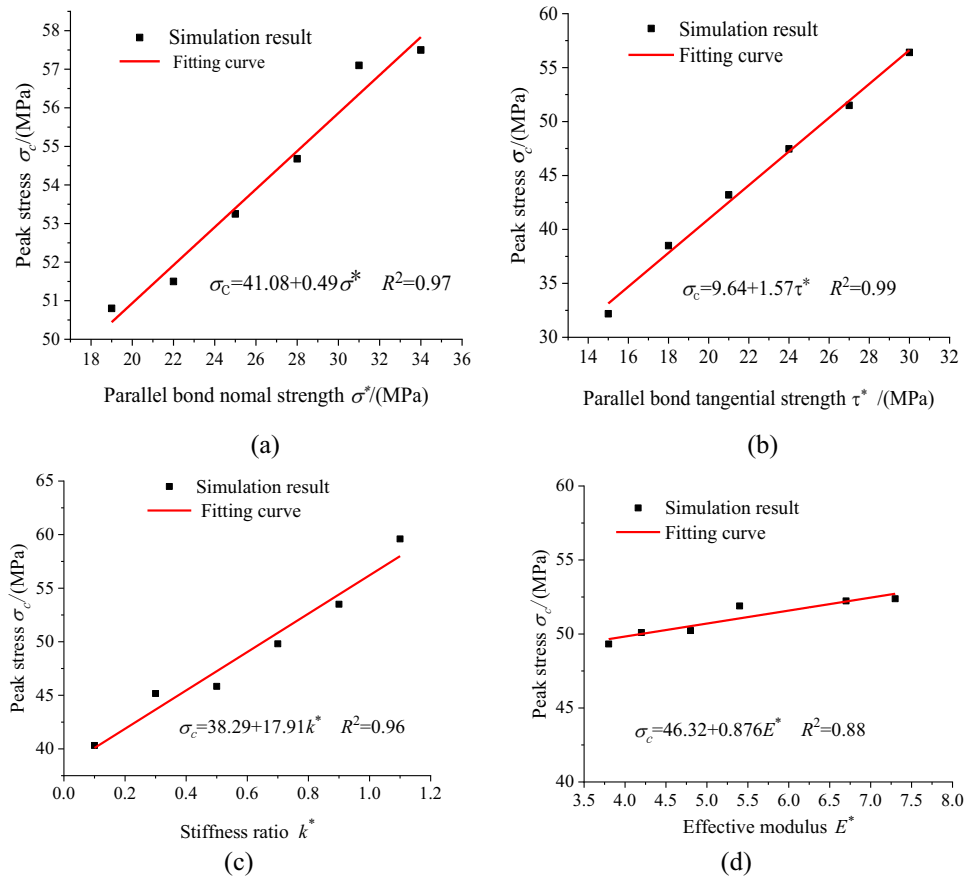 58
57
56
55
54
53
52
51
50
18 20 22 24 26 28 30 32 34 36
Peak stress σc/(MPa)
Simulation result
Fitting curve
σC=41.08+0.49σ* R²=0.97
Parallel bond nomal strength σ*/(MPa)
(a)
60
55
50
45
40
35
30
14 16 18 20 22 24 26 28 30 32
Peak stress σc/(MPa)
Simulation result
Fitting curve
σc=9.64+1.57τ* R²=0.99
Parallel bond tangential strength τ* /(MPa)
(b)
65
60
55
50
45
40
0.0 0.2 0.4 0.6 0.8 1.0 1.2
Peak stress σc/(MPa)
Simulation result
Fitting curve
σc=38.29+17.91k* R²=0.96
Stiffness ratio k*
(c)
60
55
50
45
40
3.5 4.0 4.5 5.0 5.5 6.0 6.5 7.0 7.5 8.0
Peak stress σc/(MPa)
Simulation result
Fitting curve
σc=46.32+0.876E* R²=0.88
Effective modulus E*
(d)